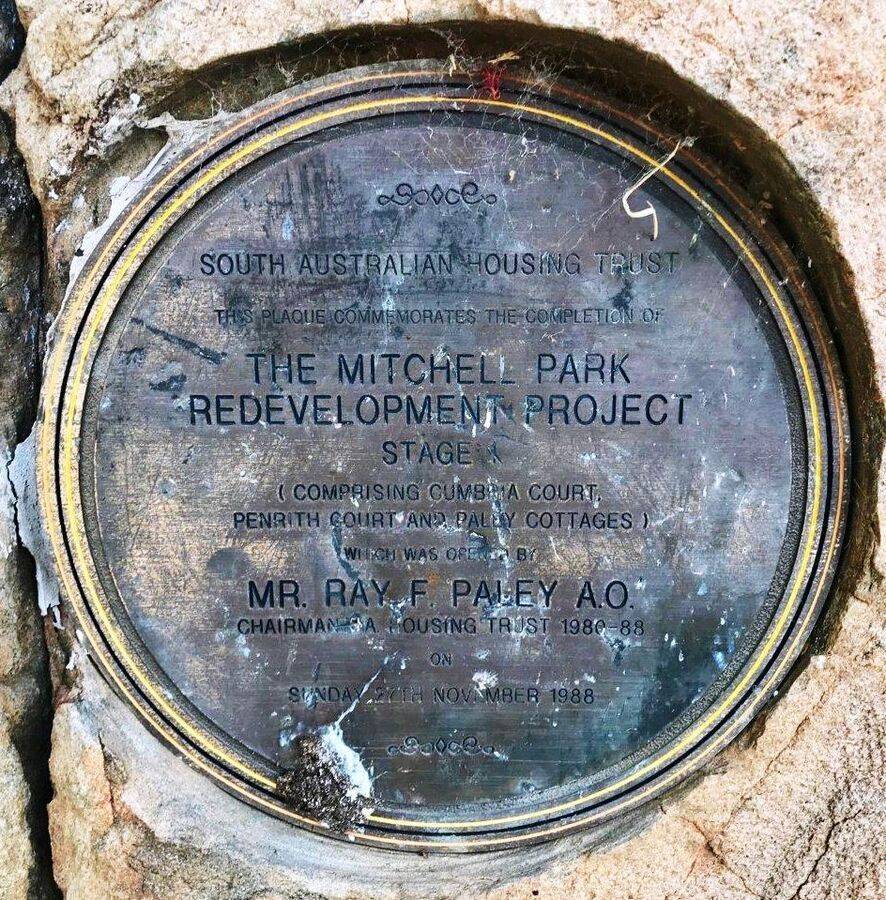 SOUTH AUSTRALIAN HOUSING TRUST
THIS PLAQUE COMMEMORATES THE COMPLETION OF
THE MITCHELL PARK
REDEVELOPMENT PROJECT
STAGE
( COMPRISING CUMBRIA COURT,
PENRITH COURT AND PALEY COTTAGES )
WHICH WAS OPENED BY
MR. RAY F. PALEY A.O.
CHAIRMAN SA HOUSING TRUST 1980-88
ON
SUNDAY 27TH NOVEMBER 1988